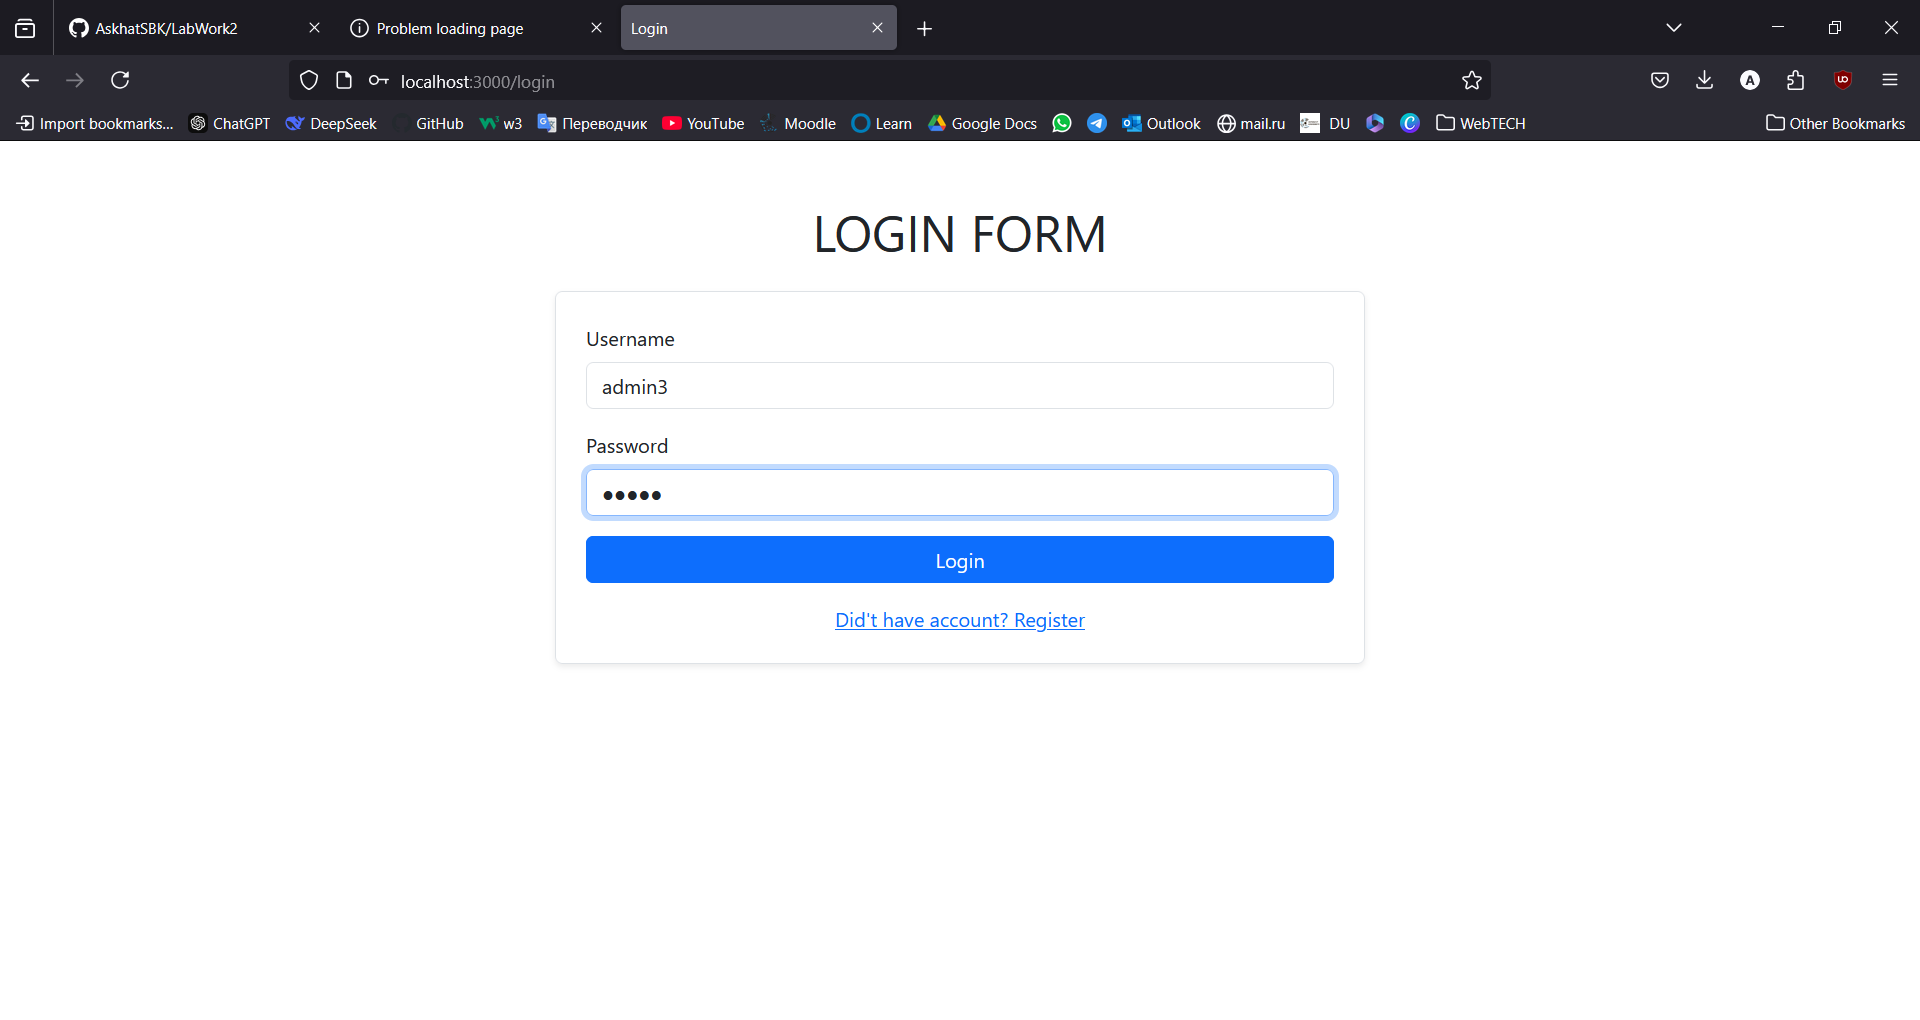 AskhatSBK/LabWork2
Problem loading page
Login
localhost:3000/login
Import bookmarks... ChatGPT DeepSeek GitHub w3 Переводчик YouTube Moodle Learn Google Docs Outlook mail.ru DU WebTECH Other Bookmarks
LOGIN FORM
Username
admin3
Password
•••••
Login
Did't have account? Register